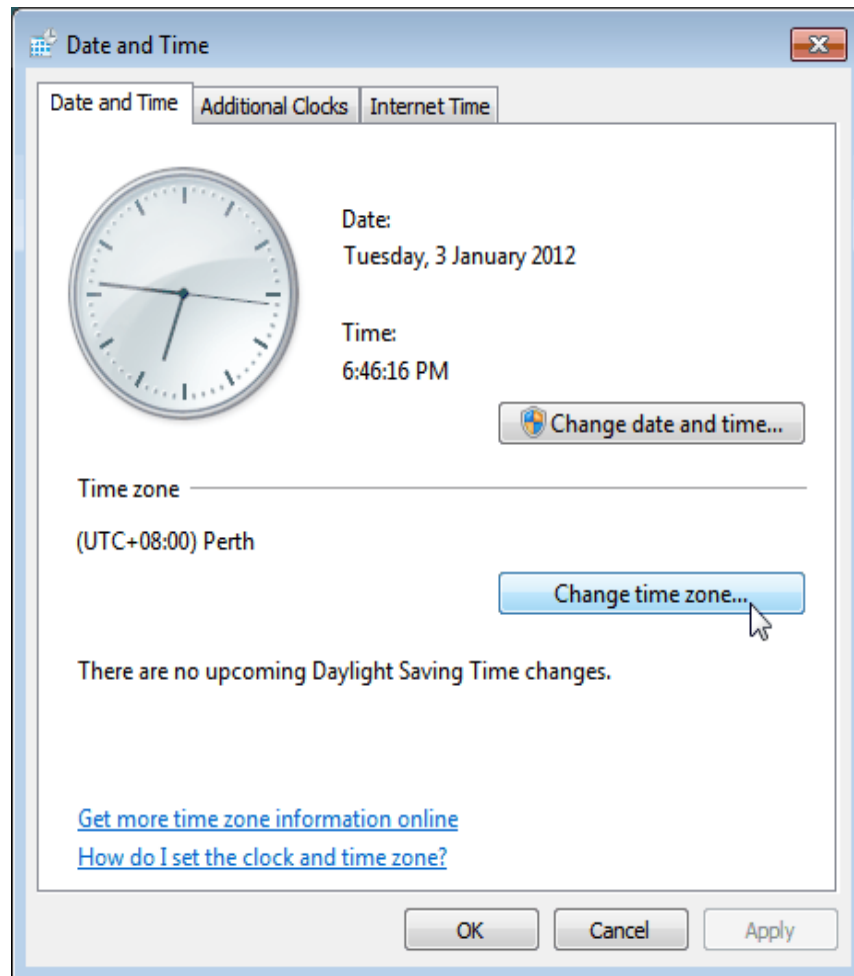 Date and Time
Date and Time
Additional Clocks
Internet Time
Date:
Tuesday, 3 January 2012
Time:
6:46:16 PM
Change date and time...
Time zone
(UTC+08:00) Perth
Change time zone...
There are no upcoming Daylight Saving Time changes.
Get more time zone information online
How do I set the clock and time zone?
OK
Cancel
Apply